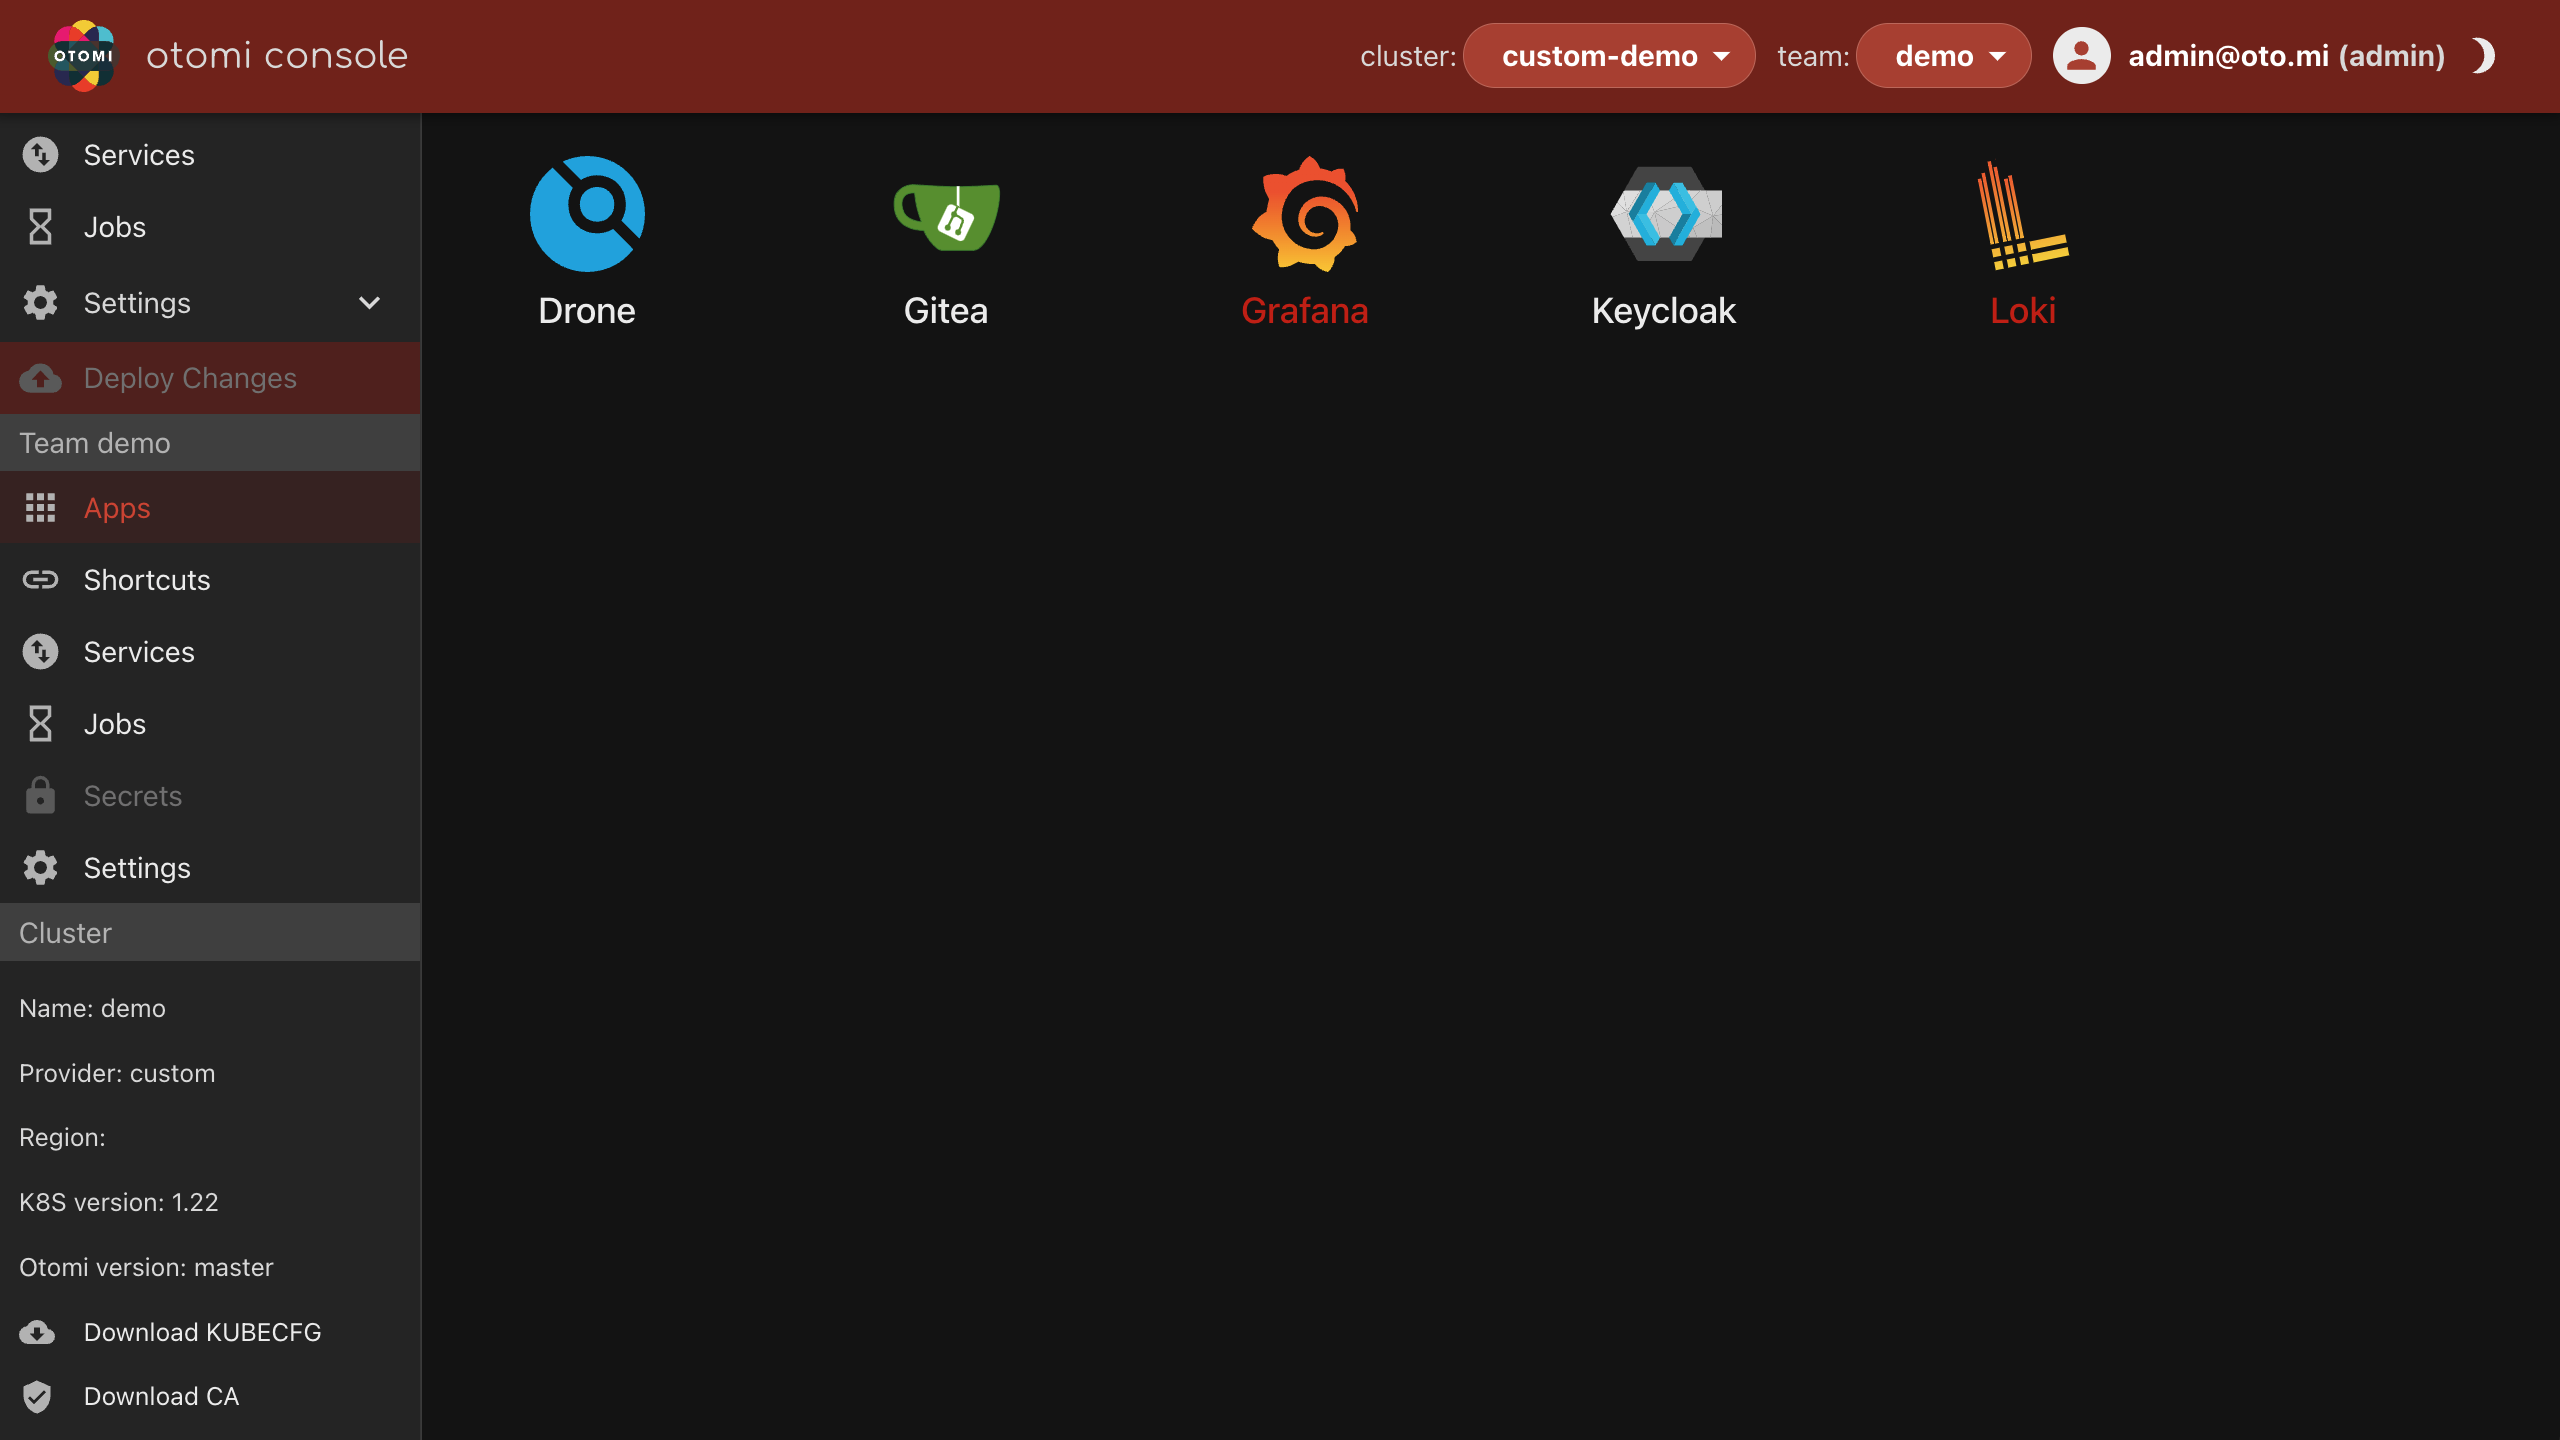 OTOMI
otomi console
cluster: custom-demo team: demo admin@oto.mi (admin)
Services
Jobs
Settings
Deploy Changes
Team demo
Apps
Shortcuts
Services
Jobs
Secrets
Settings
Cluster
Name: demo
Provider: custom
Region:
K8S version: 1.22
Otomi version: master
Download KUBECFG
Download CA
Drone
Gitea
Grafana
Keycloak
Loki